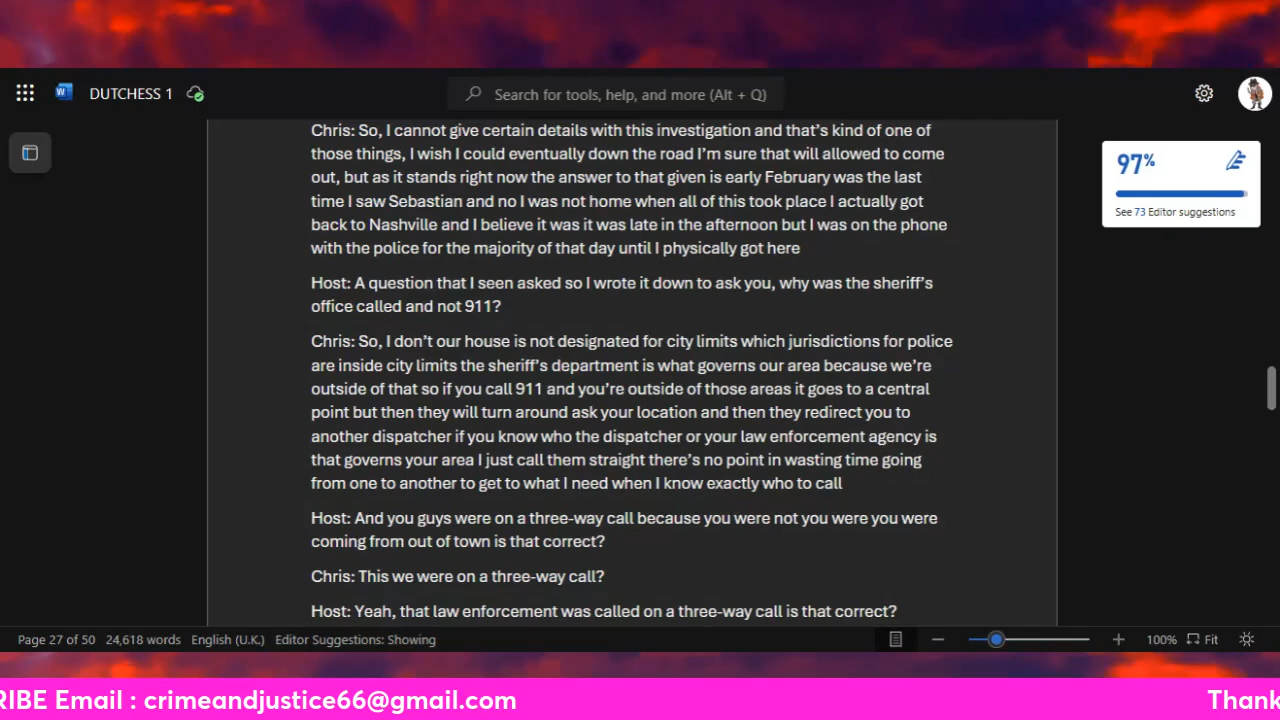 DUTCHESS 1
Search for tools, help, and more (Alt + Q)
97%
See 73 Editor suggestions
Chris: So, I cannot give certain details with this investigation and that's kind of one of
those things, I wish I could eventually down the road I'm sure that will allowed to come
out, but as it stands right now the answer to that given is early February was the last
time I saw Sebastian and no I was not home when all of this took place I actually got
back to Nashville and I believe it was it was late in the afternoon but I was on the phone
with the police for the majority of that day until I physically got here
Host: A question that I seen asked so I wrote it down to ask you, why was the sheriff's
office called and not 911?
Chris: So, I don't our house is not designated for city limits which jurisdictions for police
are inside city limits the sheriff's department is what governs our area because we're
outside of that so if you call 911 and you're outside of those areas it goes to a central
point but then they will turn around ask your location and then they redirect you to
another dispatcher if you know who the dispatcher or your law enforcement agency is
that governs your area I just call them straight there's no point in wasting time going
from one to another to get to what I need when I know exactly who to call
Host: And you guys were on a three-way call because you were not you were you were
coming from out of town is that correct?
Chris: This we were on a three-way call?
Host: Yeah, that law enforcement was called on a three-way call is that correct?
Page 27 of 50 24,618 words English (U.K.) Editor Suggestions: Showing 100% Fit
RIBE Email : crimeandjustice66@gmail.com Thank